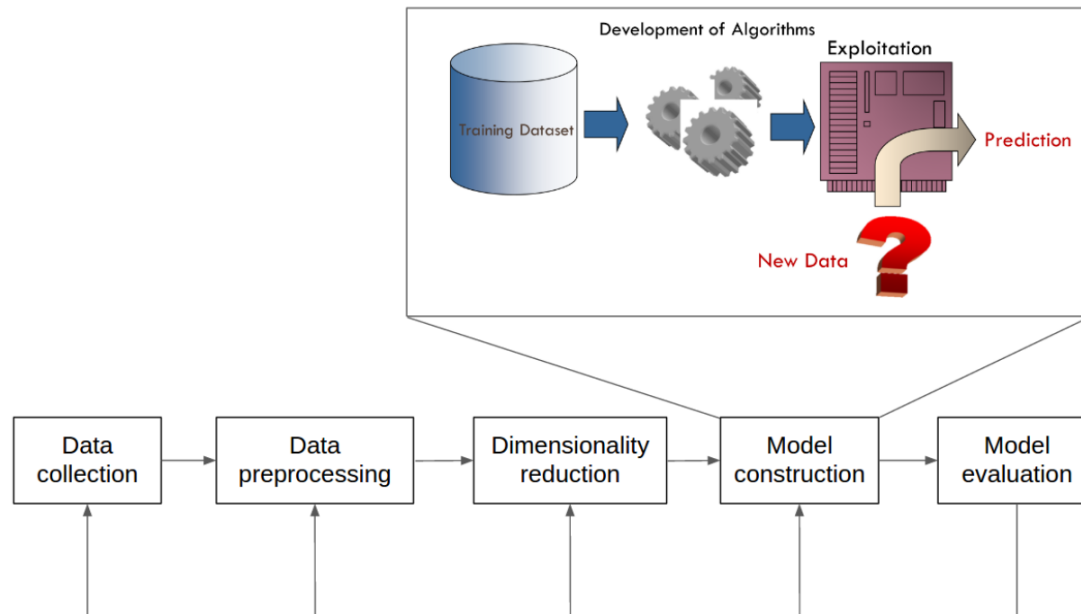 Development of Algorithms
Exploitation
Training Dataset
Prediction
New Data
Data
collection
Data
preprocessing
Dimensionality
reduction
Model
construction
Model
evaluation